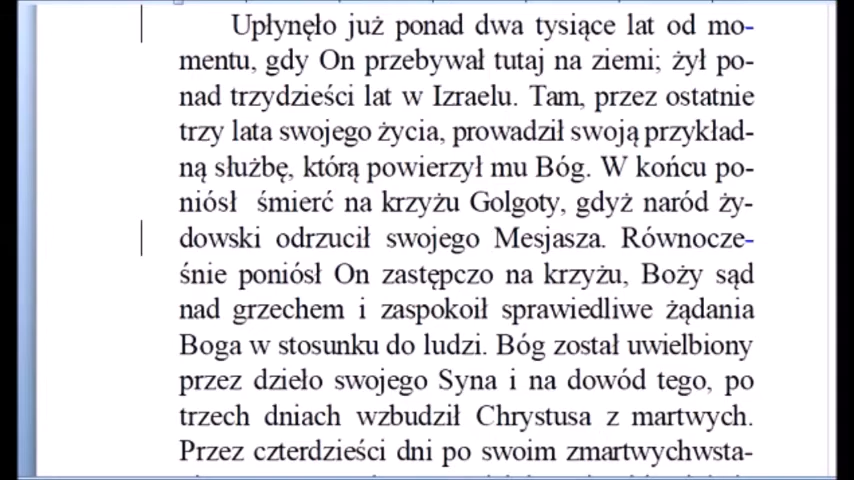 Upłynęło już ponad dwa tysiące lat od mo-
mentu, gdy On przebywał tutaj na ziemi; żył po-
nad trzydzieści lat w Izraelu. Tam, przez ostatnie
trzy lata swojego życia, prowadził swoją przykład-
ną służbę, którą powierzył mu Bóg. W końcu po-
niósł śmierć na krzyżu Golgoty, gdyż naród ży-
dowski odrzucił swojego Mesjasza. Równocze-
śnie poniósł On zastępczo na krzyżu, Boży sąd
nad grzechem i zaspokoił sprawiedliwe żądania
Boga w stosunku do ludzi. Bóg został uwielbiony
przez dzieło swojego Syna i na dowód tego, po
trzech dniach wzbudził Chrystusa z martwych.
Przez czterdzieści dni po swoim zmartwychwsta-